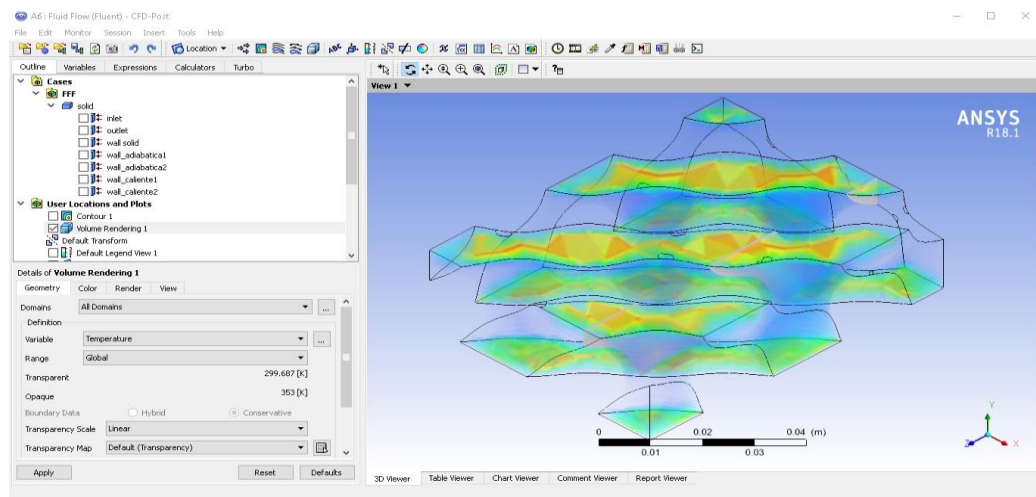 A6 : Fluid Flow (Fluent) - CFD-Post
File Edit Monitor Session Insert Tools Help
Location
Outline Variables Expressions Calculators Turbo
Cases
FFF
solid
inlet
outlet
wall solid
wall_adiabatica1
wall_adiabatica2
wall_caliente1
wall_caliente2
User Locations and Plots
Contour 1
Volume Rendering 1
Default Transform
Default Legend View 1
Details of Volume Rendering 1
Geometry Color Render View
Domains All Domains ...
Definition
Variable Temperature ...
Range Global
Transparent 299.687 [K]
Opaque 353 [K]
Boundary Data Hybrid Conservative
Transparency Scale Linear
Transparency Map Default (Transparency)
Apply Reset Defaults
View 1
ANSYS
R18.1
0 0.02 0.04 (m)
0.01 0.03
Y
Z X
3D Viewer Table Viewer Chart Viewer Comment Viewer Report Viewer